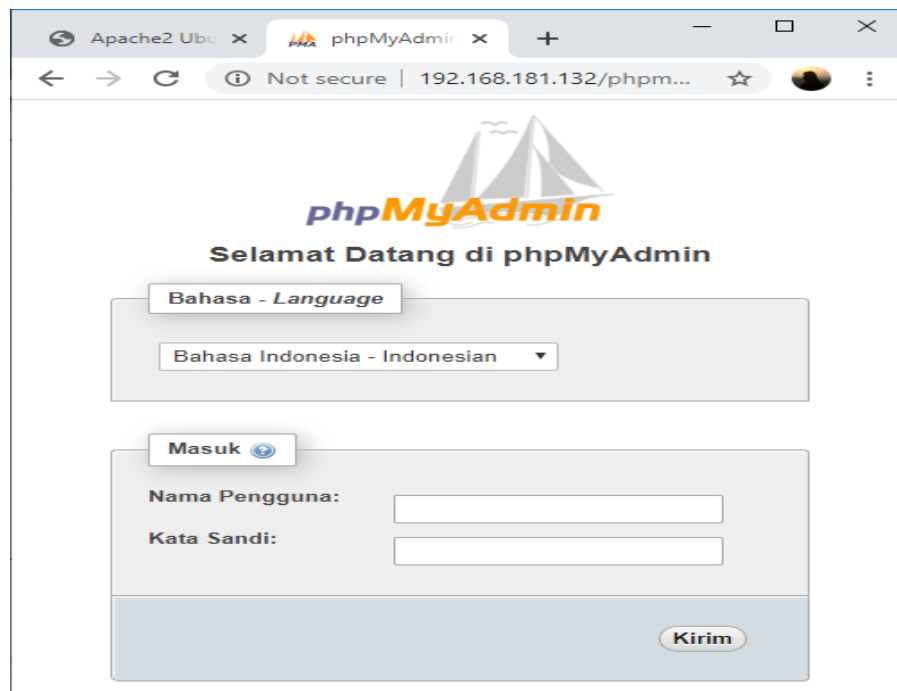 Apache2 Ubu
phpMyAdmin
Not secure | 192.168.181.132/phpm...
phpMyAdmin
Selamat Datang di phpMyAdmin
Bahasa - Language
Bahasa Indonesia - Indonesian
Masuk
Nama Pengguna:
Kata Sandi:
Kirim